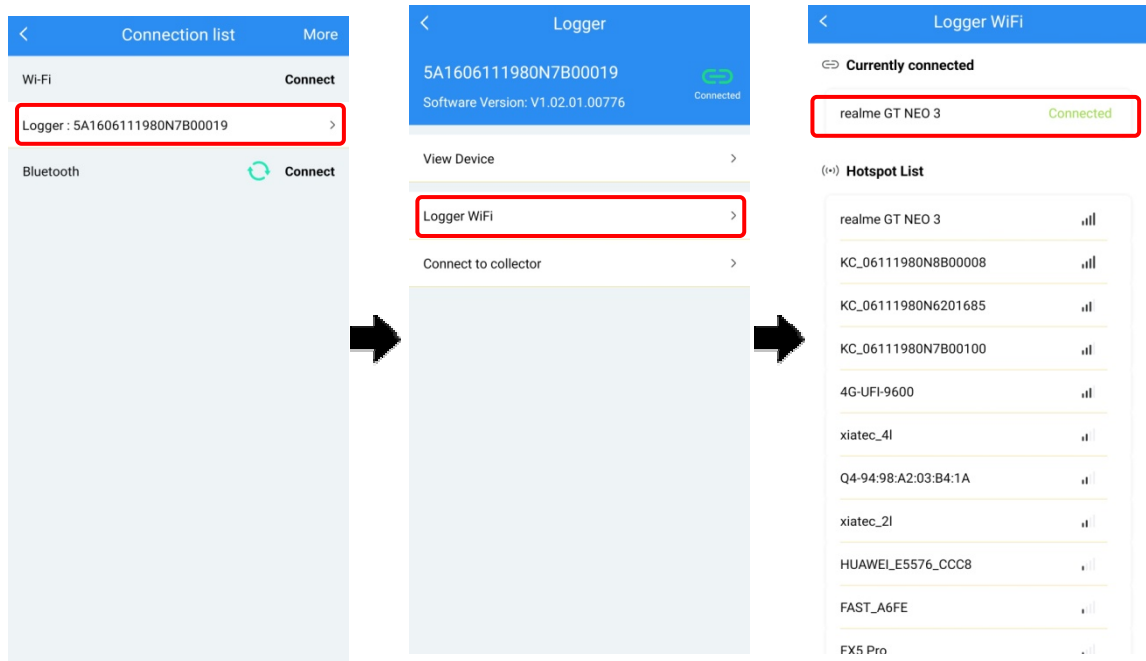 Connection list
More
Wi-Fi
Connect
Logger : 5A1606111980N7B00019
Bluetooth
Connect
Logger
5A1606111980N7B00019
Connected
Software Version: V1.02.01.00776
View Device
Logger WiFi
Connect to collector
Logger WiFi
Currently connected
realme GT NEO 3
Connected
Hotspot List
realme GT NEO 3
KC_06111980N8B00008
KC_06111980N6201685
KC_06111980N7B00100
4G-UFI-9600
xiatec_4l
Q4-94:98:A2:03:B4:1A
xiatec_2l
HUAWEI_E5576_CCC8
FAST_A6FE
FX5 Pro